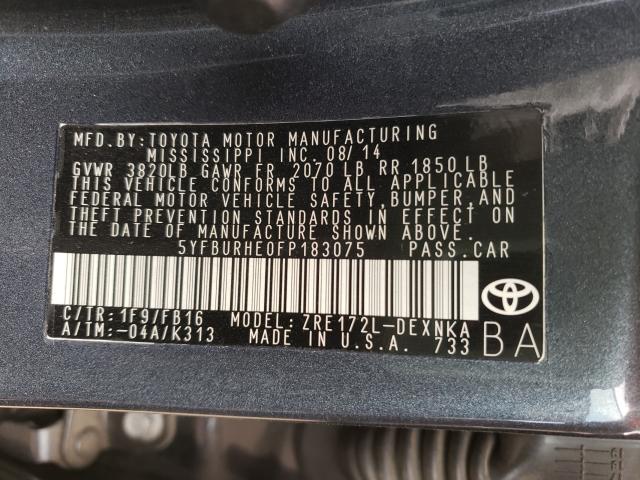 MFD.BY:TOYOTA MOTOR MANUFACTURING
MISSISSIPPI INC. 08/14
GVWR 3820LB GAWR FR. 2070 LB RR 1850LB
THIS VEHICLE CONFORMS TO ALL APPLICABLE
FEDERAL MOTOR VEHICLE SAFETY,BUMPER,AND
THEFT PREVENTION STANDARDS IN EFFECT ON
THE DATE OF MANUFACTURE SHOWN ABOVE.
5YFBURHE0FP183075 PASS.CAR
C/TR:1F9/FB16 MODEL:ZRE172L-DEXNKA
A/TM:-04A/K313 MADE IN U.S.A. 733
BA